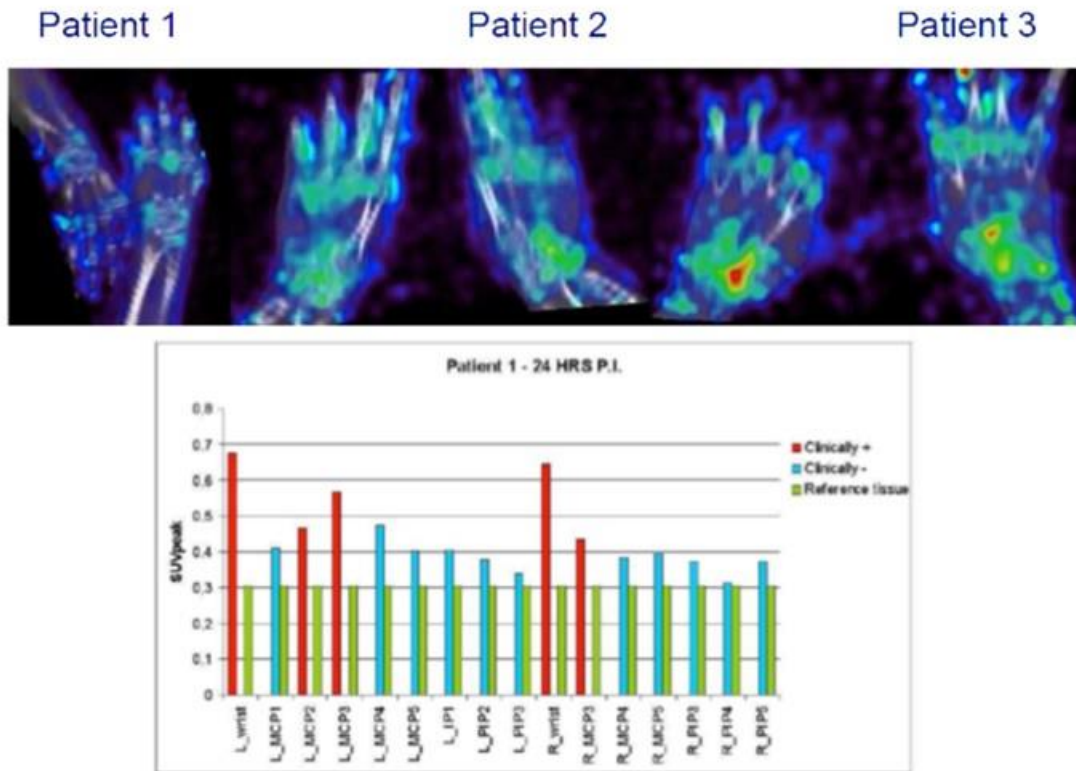 Patient 1
Patient 2
Patient 3
Patient 1 - 24 HRS P.I.
0,8
0,7
0,6
0,5
0,4
0,3
0,2
0,1
0
SUVpeak
Clinically +
Clinically -
Reference tissue
L_wrist
L_MCP1
L_MCP2
L_MCP3
L_MCP4
L_MCP5
L_IP1
L_PIP2
L_PIP3
R_wrist
R_MCP3
R_MCP4
R_MCP5
R_PIP3
R_PIP4
R_PIP5